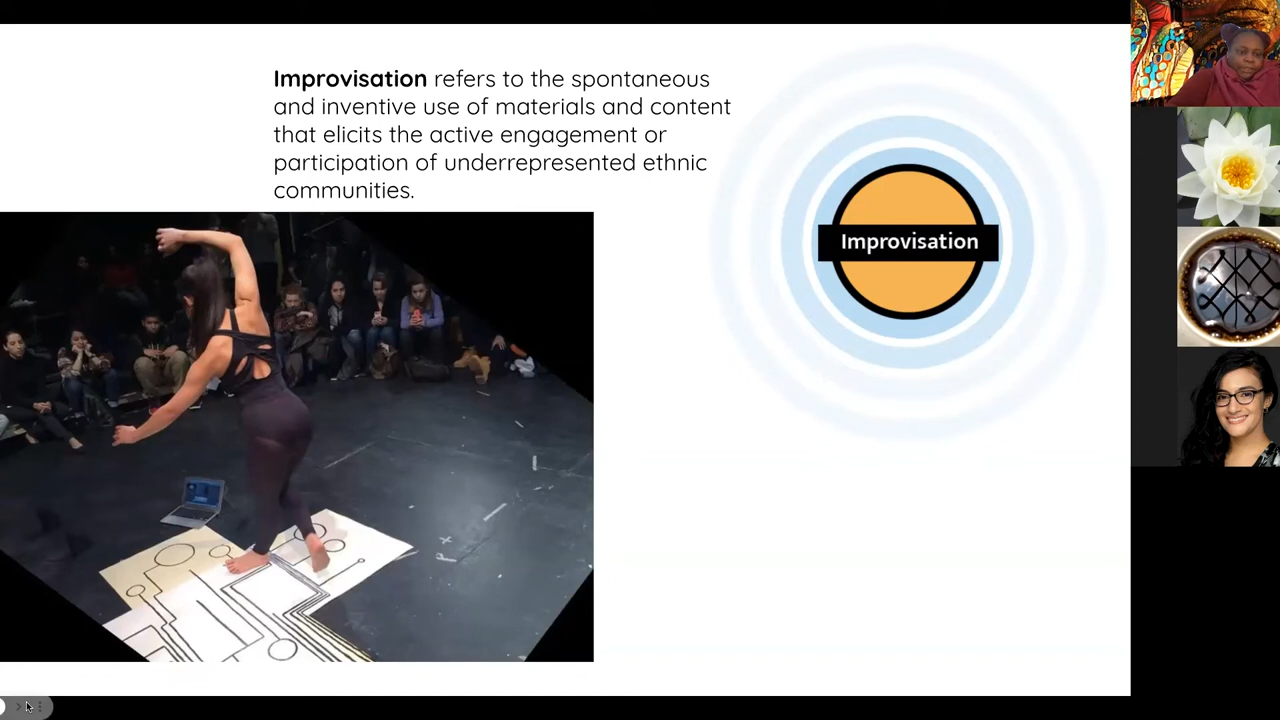 Improvisation refers to the spontaneous
and inventive use of materials and content
that elicits the active engagement or
participation of underrepresented ethnic
communities.
Improvisation